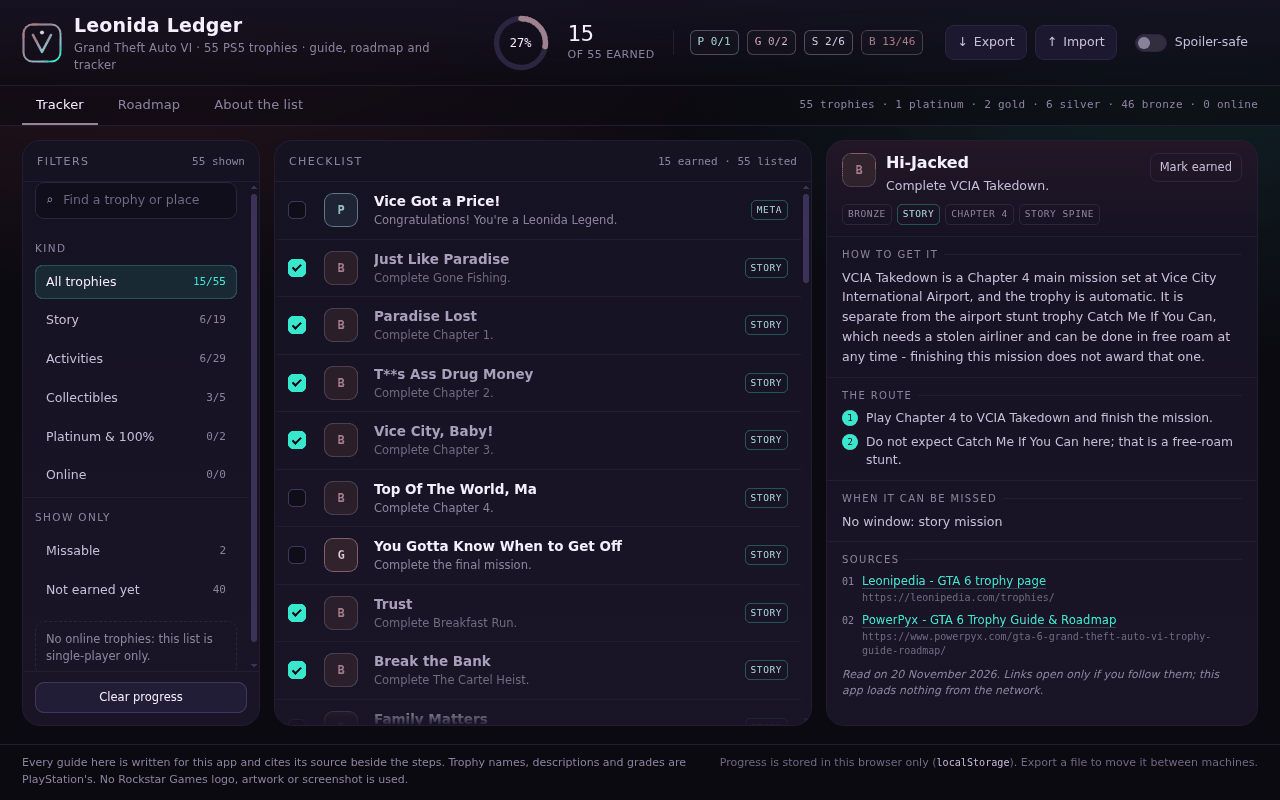 Leonida Ledger
Grand Theft Auto VI · 55 PS5 trophies · guide, roadmap and
tracker
27%
15
OF 55 EARNED
P 0/1
G 0/2
S 2/6
B 13/46
↓ Export
↑ Import
Spoiler-safe
Tracker
Roadmap
About the list
55 trophies · 1 platinum · 2 gold · 6 silver · 46 bronze · 0 online
FILTERS
55 shown
Find a trophy or place
KIND
All trophies 15/55
Story 6/19
Activities 6/29
Collectibles 3/5
Platinum & 100% 0/2
Online 0/0
SHOW ONLY
Missable 2
Not earned yet 40
No online trophies: this list is
single-player only.
Clear progress
CHECKLIST
15 earned · 55 listed
P
Vice Got a Price!
Congratulations! You're a Leonida Legend.
META
B
Just Like Paradise
Complete Gone Fishing.
STORY
B
Paradise Lost
Complete Chapter 1.
STORY
B
T**s Ass Drug Money
Complete Chapter 2.
STORY
B
Vice City, Baby!
Complete Chapter 3.
STORY
B
Top Of The World, Ma
Complete Chapter 4.
STORY
G
You Gotta Know When to Get Off
Complete the final mission.
STORY
B
Trust
Complete Breakfast Run.
STORY
B
Break the Bank
Complete The Cartel Heist.
STORY
Family Matters
B
Hi-Jacked
Complete VCIA Takedown.
Mark earned
BRONZE
STORY
CHAPTER 4
STORY SPINE
HOW TO GET IT
VCIA Takedown is a Chapter 4 main mission set at Vice City
International Airport, and the trophy is automatic. It is
separate from the airport stunt trophy Catch Me If You Can,
which needs a stolen airliner and can be done in free roam at
any time - finishing this mission does not award that one.
THE ROUTE
1 Play Chapter 4 to VCIA Takedown and finish the mission.
2 Do not expect Catch Me If You Can here; that is a free-roam
stunt.
WHEN IT CAN BE MISSED
No window: story mission
SOURCES
01 Leonipedia - GTA 6 trophy page
https://leonipedia.com/trophies/
02 PowerPyx - GTA 6 Trophy Guide & Roadmap
https://www.powerpyx.com/gta-6-grand-theft-auto-vi-trophy-
guide-roadmap/
Read on 20 November 2026. Links open only if you follow them; this
app loads nothing from the network.
Every guide here is written for this app and cites its source beside the steps. Trophy names, descriptions and grades are
PlayStation's. No Rockstar Games logo, artwork or screenshot is used.
Progress is stored in this browser only (localStorage). Export a file to move it between machines.